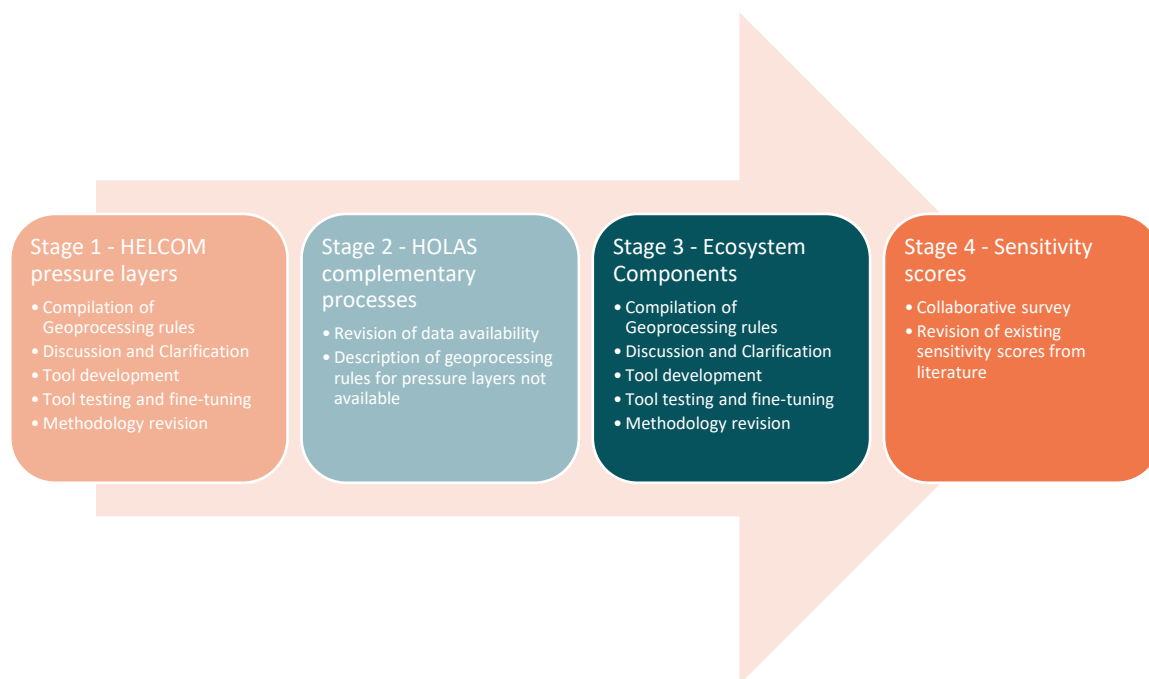 Stage 1 - HELCOM
pressure layers
• Compilation of
Geoprocessing rules
• Discussion and Clarification
• Tool development
• Tool testing and fine-tuning
• Methodology revision
Stage 2 - HOLAS
complementary
processes
• Revision of data availability
• Description of geoprocessing
rules for pressure layers not
available
Stage 3 - Ecosystem
Components
• Compilation of
Geoprocessing rules
• Discussion and Clarification
• Tool development
• Tool testing and fine-tuning
• Methodology revision
Stage 4 - Sensitivity
scores
• Collaborative survey
• Revision of existing
sensitivity scores from
literature